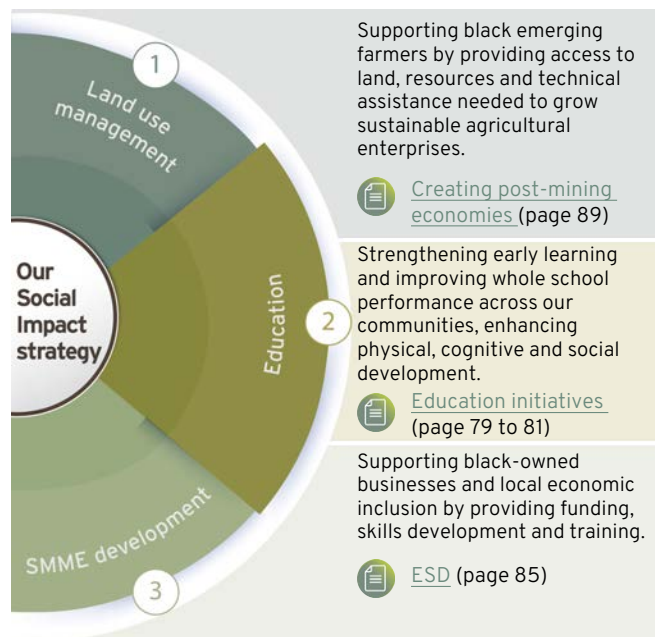 Our
Social
Impact
strategy
1
Land use
management
Supporting black emerging
farmers by providing access to
land, resources and technical
assistance needed to grow
sustainable agricultural
enterprises.
Creating post-mining
economies (page 89)
2
Education
Strengthening early learning
and improving whole school
performance across our
communities, enhancing
physical, cognitive and social
development.
Education initiatives
(page 79 to 81)
3
SMME development
Supporting black-owned
businesses and local economic
inclusion by providing funding,
skills development and training.
ESD (page 85)